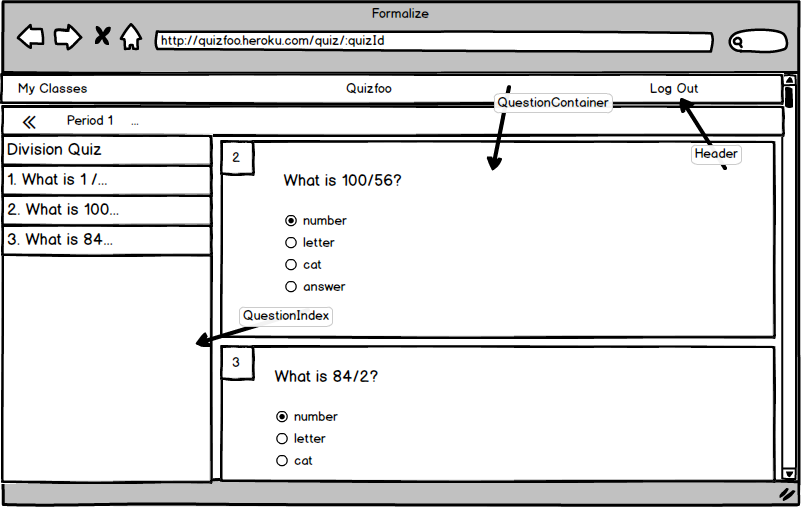 Formalize
http://quizfoo.heroku.com/quiz/:quizId
My Classes Quizfoo Log Out
QuestionContainer
Period 1 ...
Header
Division Quiz
1. What is 1 /...
2. What is 100...
3. What is 84...
2
What is 100/56?
number
letter
cat
answer
QuestionIndex
3
What is 84/2?
number
letter
cat